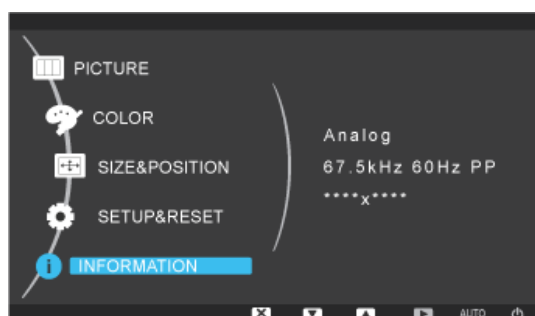 PICTURE
COLOR
SIZE&POSITION
SETUP&RESET
INFORMATION
Analog
67.5kHz 60Hz PP
****x****
AUTO